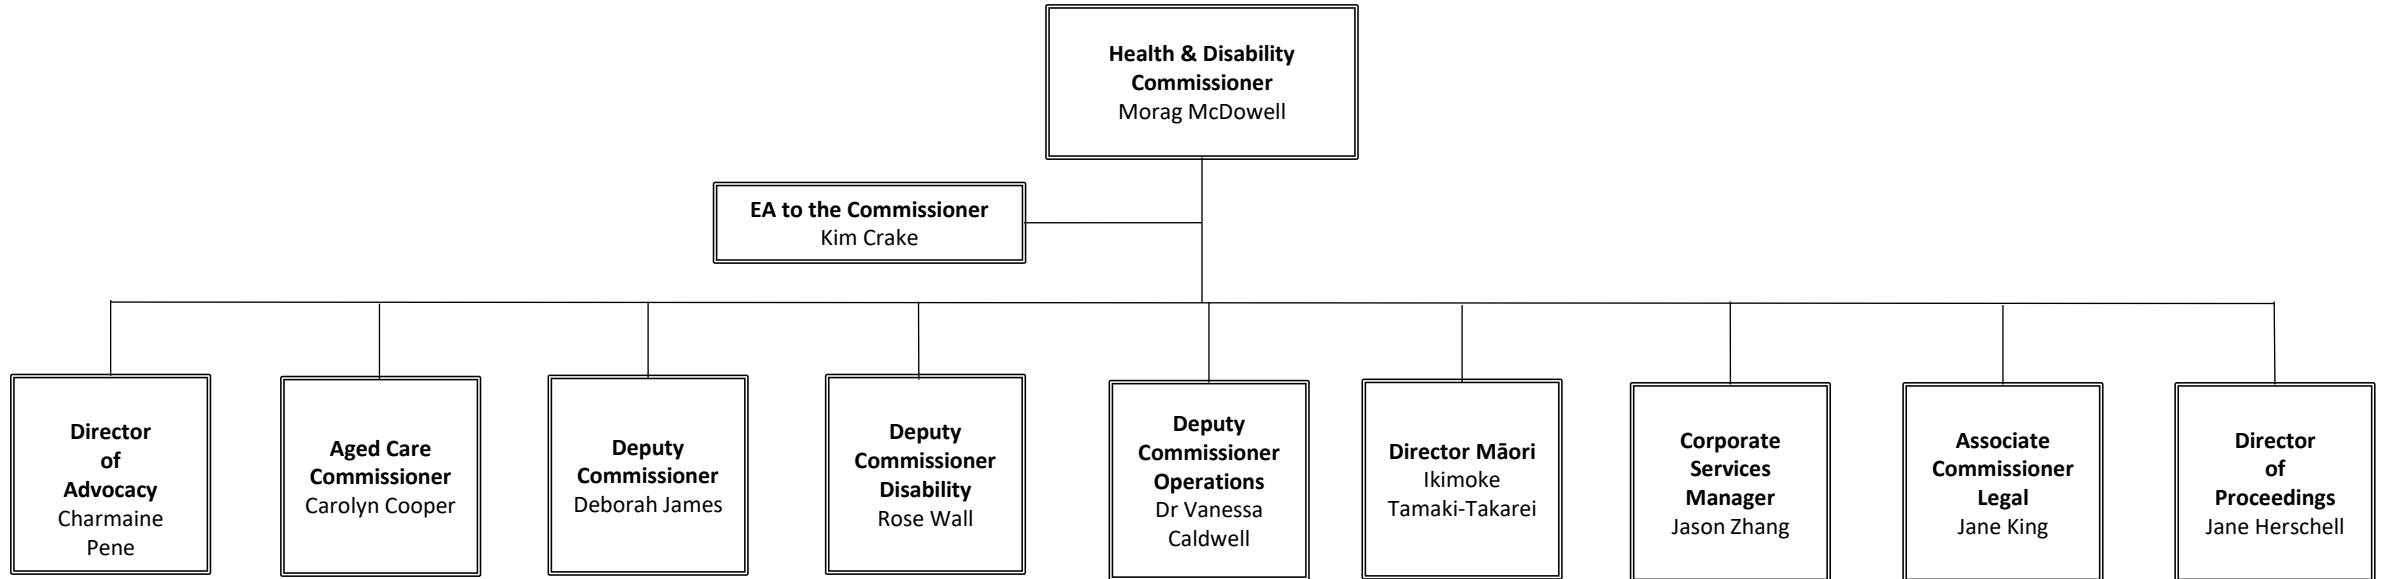 Health & Disability
Commissioner
Morag McDowell
EA to the Commissioner
Kim Crake
Director
of
Advocacy
Charmaine
Pene
Aged Care
Commissioner
Carolyn Cooper
Deputy
Commissioner
Deborah James
Deputy
Commissioner
Disability
Rose Wall
Deputy
Commissioner
Operations
Dr Vanessa
Caldwell
Director Māori
Ikimoke
Tamaki-Takarei
Corporate
Services
Manager
Jason Zhang
Associate
Commissioner
Legal
Jane King
Director
of
Proceedings
Jane Herschell